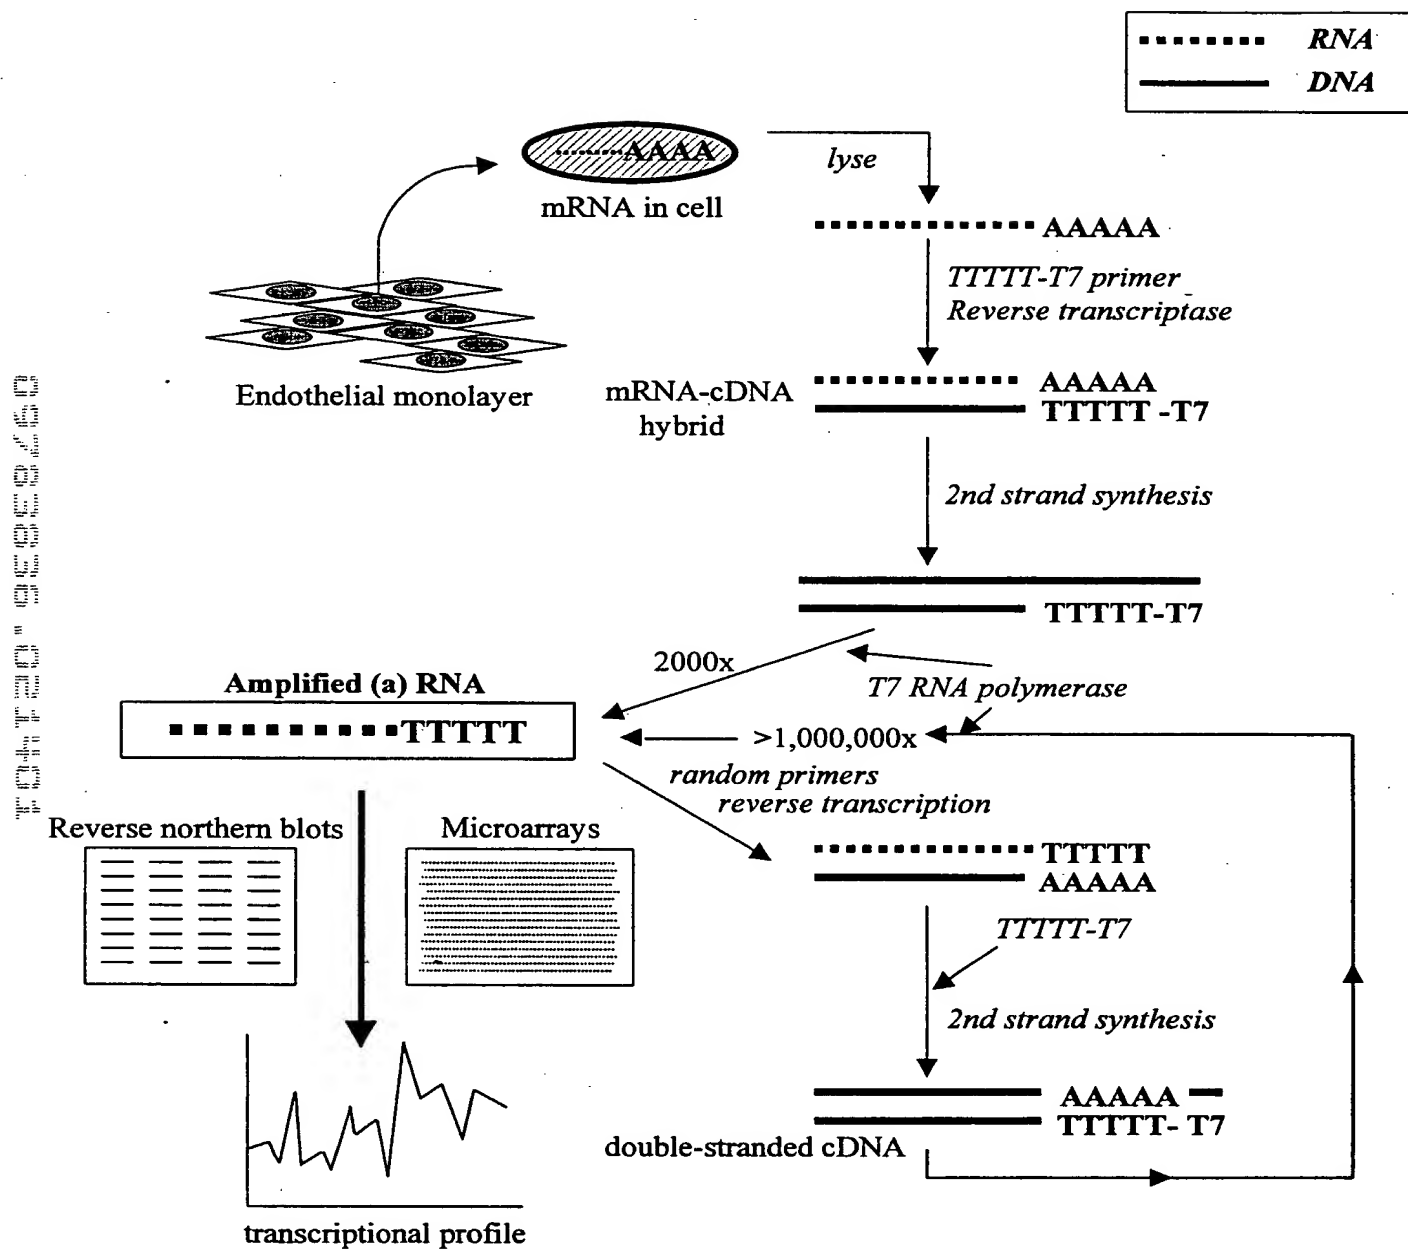 RNA
DNA
AAAA
mRNA in cell
lyse
AAAAA
TTTTT-T7 primer
Reverse transcriptase
Endothelial monolayer
mRNA-cDNA
hybrid
AAAAA
TTTTT -T7
2nd strand synthesis
TTTTT-T7
2000x
T7 RNA polymerase
Amplified (a) RNA
TTTTT
>1,000,000x
random primers
reverse transcription
Reverse northern blots
Microarrays
TTTTT
AAAAA
TTTTT-T7
2nd strand synthesis
AAAAA
TTTTT- T7
double-stranded cDNA
transcriptional profile
09783836.021401